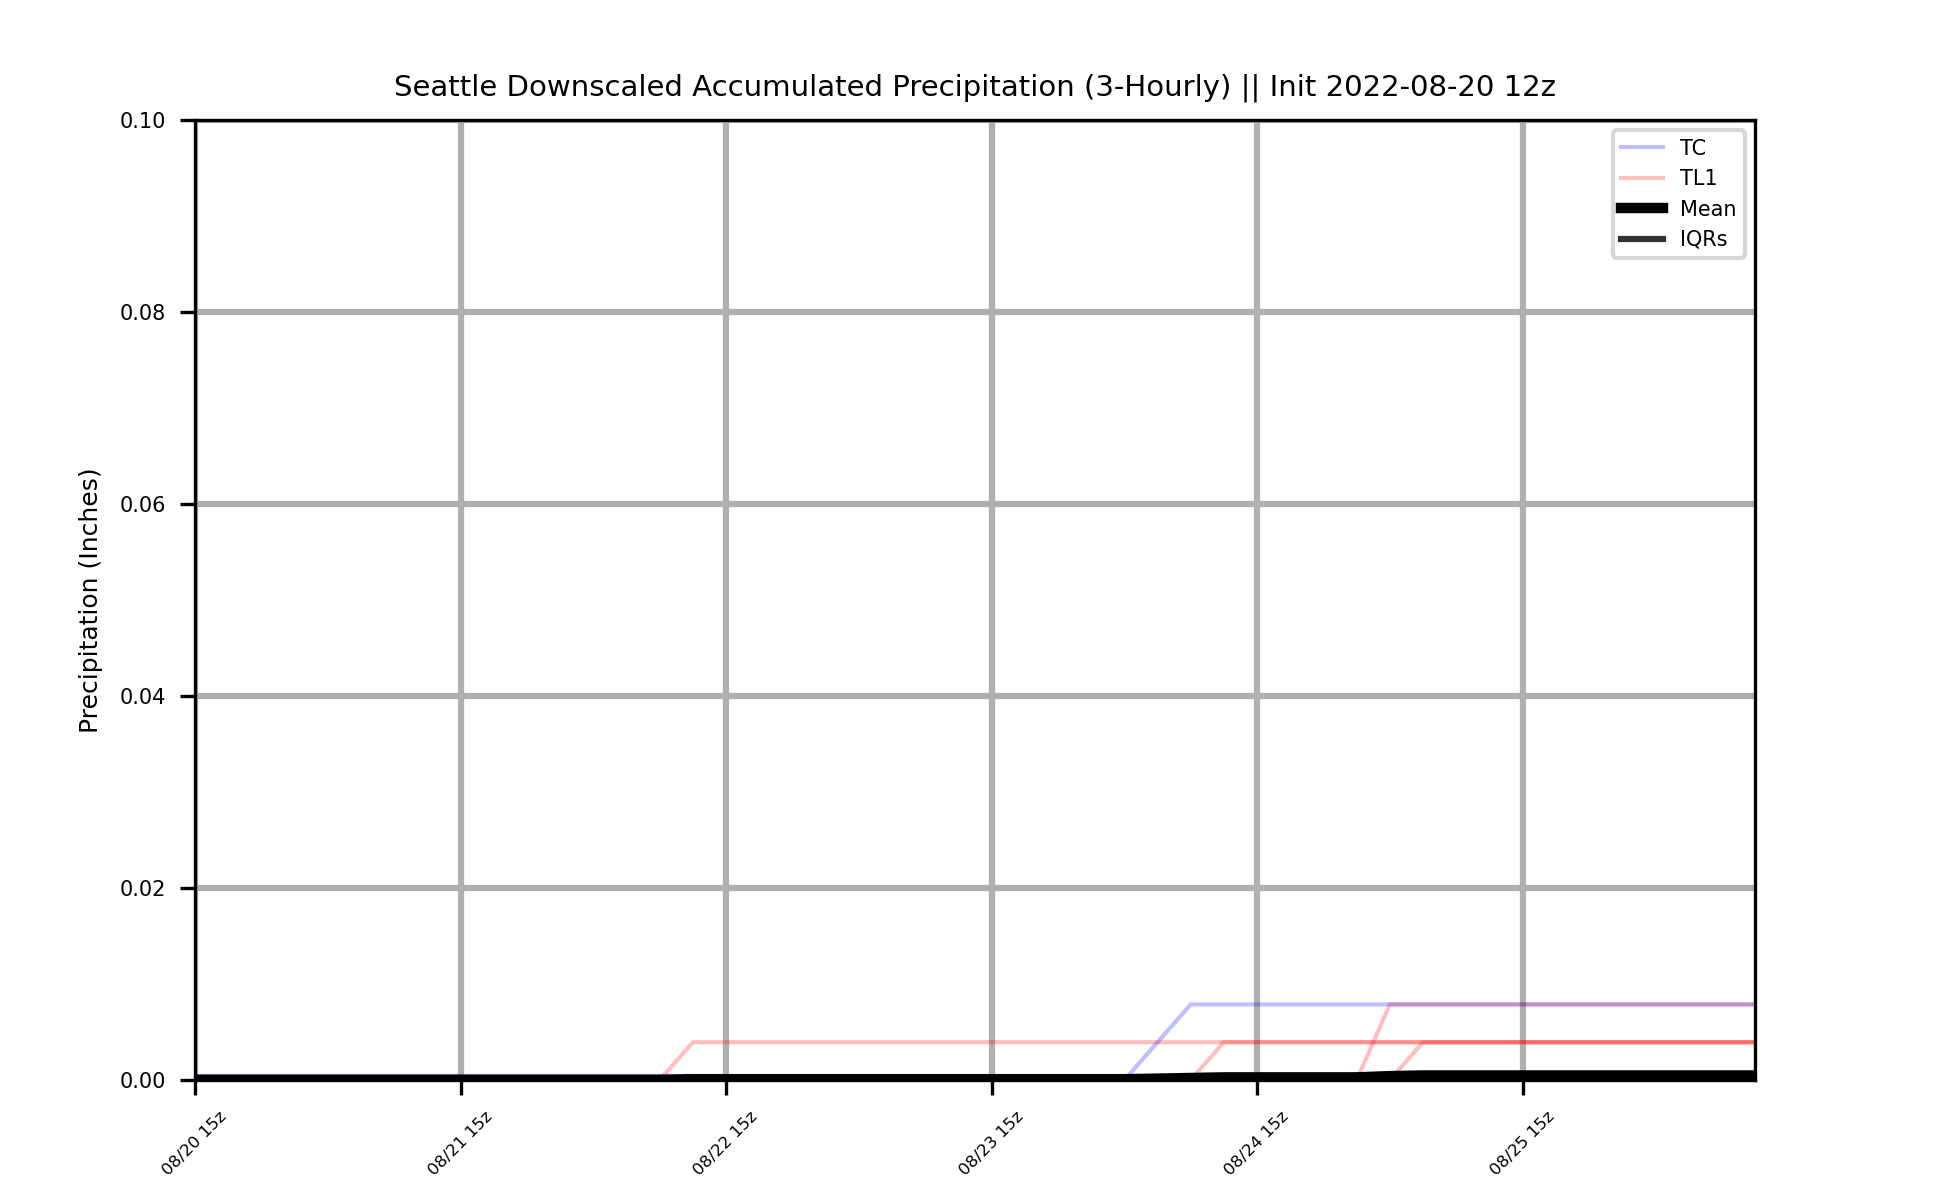 Seattle Downscaled Accumulated Precipitation (3-Hourly) || Init 2022-08-20 12z
TC
TL1
Mean
IQRs
Precipitation (Inches)
0.10
0.08
0.06
0.04
0.02
0.00
08/20 15z
08/21 15z
08/22 15z
08/23 15z
08/24 15z
08/25 15z